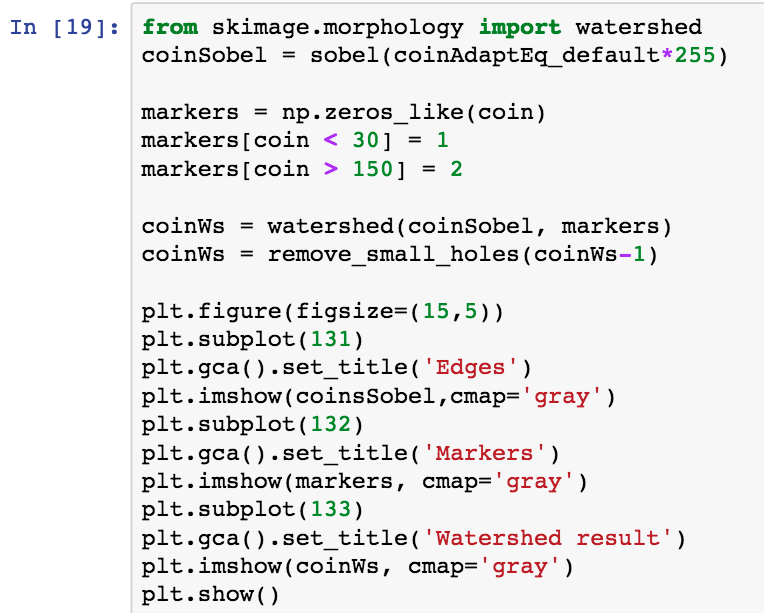 In [19]: from skimage.morphology import watershed
coinSobel = sobel(coinAdaptEq_default*255)
markers = np.zeros_like(coin)
markers[coin < 30] = 1
markers[coin > 150] = 2
coinWs = watershed(coinSobel, markers)
coinWs = remove_small_holes(coinWs-1)
plt.figure(figsize=(15,5))
plt.subplot(131)
plt.gca().set_title('Edges')
plt.imshow(coinsSobel,cmap='gray')
plt.subplot(132)
plt.gca().set_title('Markers')
plt.imshow(markers, cmap='gray')
plt.subplot(133)
plt.gca().set_title('Watershed result')
plt.imshow(coinWs, cmap='gray')
plt.show()